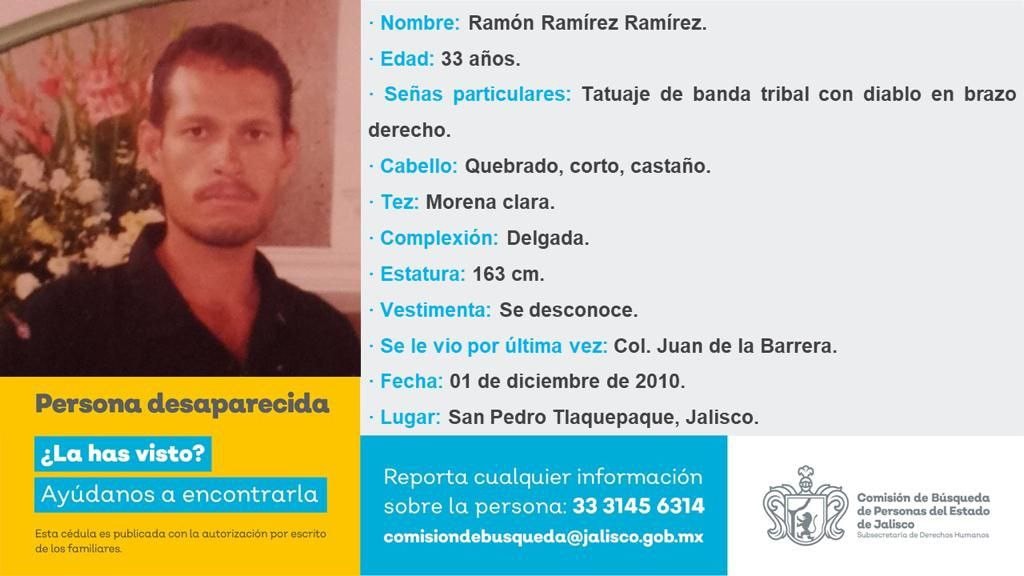 · Nombre: Ramón Ramírez Ramírez.
· Edad: 33 años.
· Señas particulares: Tatuaje de banda tribal con diablo en brazo
derecho.
· Cabello: Quebrado, corto, castaño.
· Tez: Morena clara.
· Complexión: Delgada.
· Estatura: 163 cm.
· Vestimenta: Se desconoce.
· Se le vio por última vez: Col. Juan de la Barrera.
· Fecha: 01 de diciembre de 2010.
· Lugar: San Pedro Tlaquepaque, Jalisco.
Persona desaparecida
¿La has visto?
Ayúdanos a encontrarla
Esta cédula es publicada con la autorización por escrito
de los familiares.
Reporta cualquier información
sobre la persona: 33 3145 6314
comisiondebusqueda@jalisco.gob.mx
Comisión de Búsqueda
de Personas del Estado
de Jalisco
Subsecretaría de Derechos Humanos